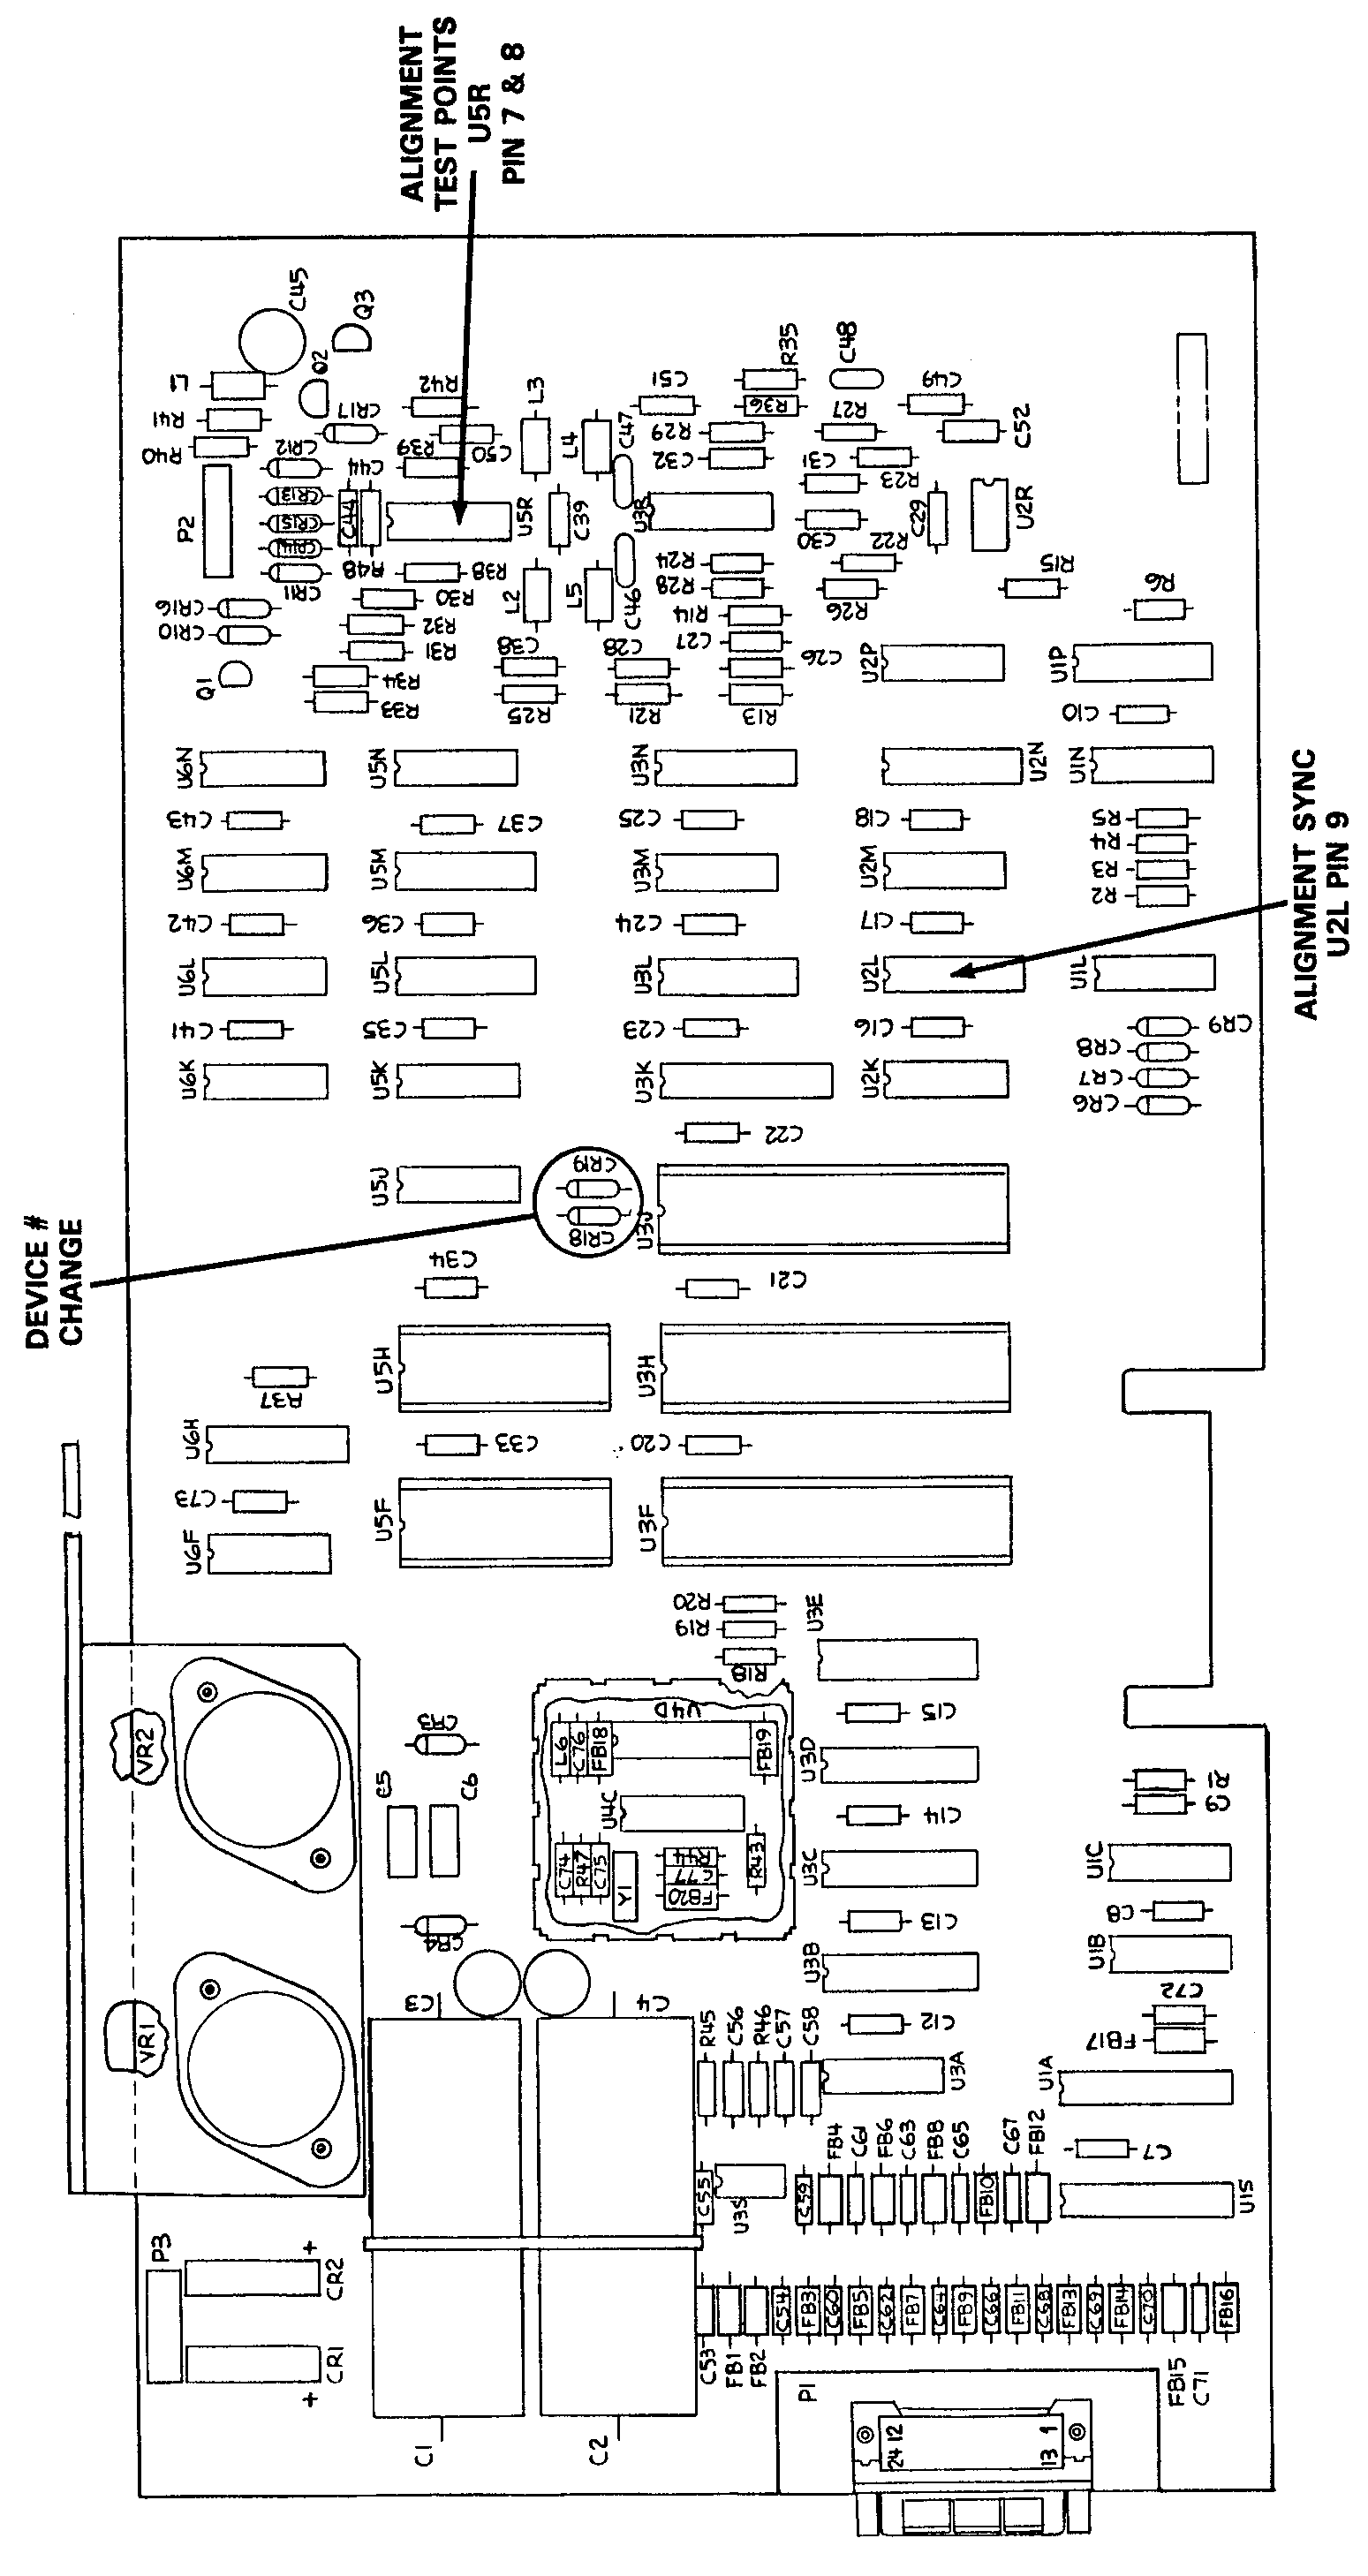 ALIGNMENT
TEST POINTS
U5R
PIN 7 & 8
C45
Q3
Q2
L1
R41
R40
CR17
R42
CR12
C44
R39
C50
L3
L4
C47
C51
R35
R36
C48
R27
C49
C52
R29
C32
C31
R23
P2
CR13
CR15
CR14
CR11
C44
R48
U5R
C39
U3R
C30
C29
U2R
R22
CR16
CR10
R38
R30
R32
R31
R34
R33
Q1
L2
L5
C46
R24
R28
R14
C27
C26
R26
R15
R6
C38
R25
C28
R21
R13
U2P
U1P
C10
U6N
U5N
U3N
U2N
U1N
C43
C37
C25
C18
R5
R4
R3
R2
U6M
U5M
U3M
U2M
C42
C36
C24
C17
ALIGNMENT SYNC
U2L PIN 9
U6L
U5L
U3L
U2L
U1L
C41
C35
C23
C16
CR9
CR8
CR7
CR6
U6K
U5K
U3K
U2K
C22
DEVICE #
CHANGE
U5J
CR19
CR18
U3J
C34
C21
R37
U5H
U3H
U6H
C33
C20
C73
U6F
U5F
U3F
R20
R19
R18
U3E
VR2
CR3
C5
C6
U4D
L6
C76
FB18
FB19
U4C
C74
R47
C75
Y1
R44
C77
FB20
R43
C15
U3D
C14
U3C
C13
U3B
C12
R1
C9
U1C
C8
U1B
C72
FB17
CR4
VR1
C3
C4
R45
C56
R46
C57
C58
U3A
U1A
C7
C55
U3S
C59
FB4
C61
FB6
C63
FB8
C65
FB10
C67
FB12
U1S
P3
+
CR2
CR1
+
C53
FB1
FB2
C54
FB3
C60
FB5
C62
FB7
C64
FB9
C66
FB11
C68
FB13
C69
FB14
C70
FB15
C71
FB16
C1
C2
P1
24 12
13 1